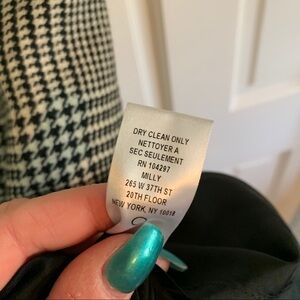 DRY CLEAN ONLY
NETTOYER A
SEC SEULEMENT
RN 104297
MILLY
265 W 37TH ST
20TH FLOOR
NEW YORK, NY 10018